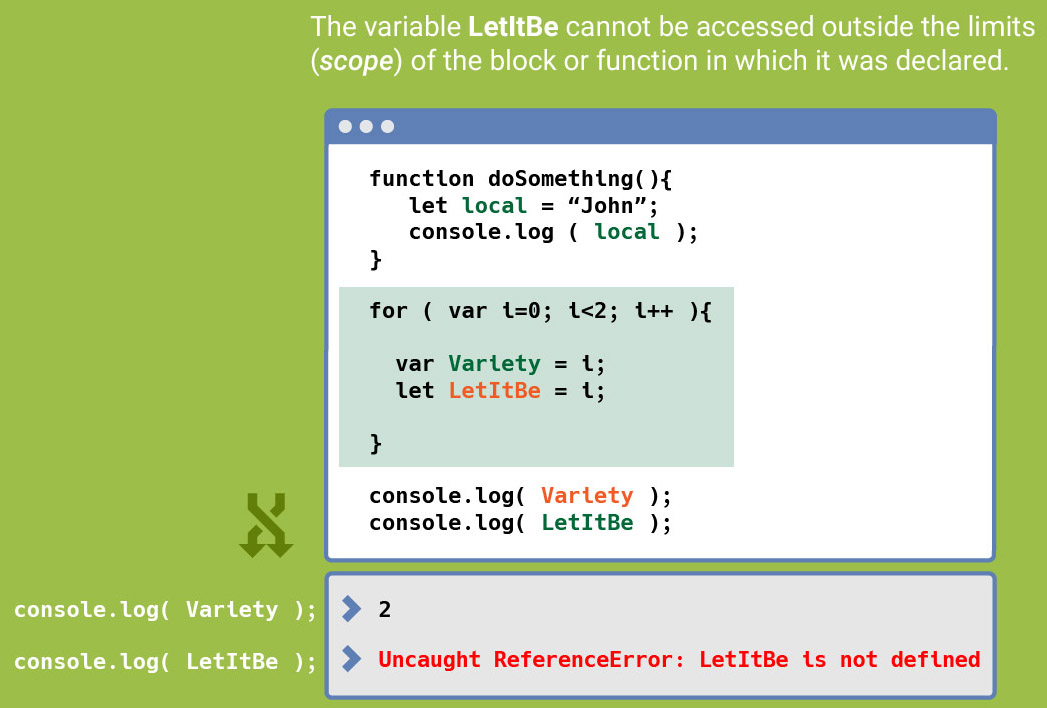 The variable LetItBe cannot be accessed outside the limits
(scope) of the block or function in which it was declared.
function doSomething(){
let local = “John”;
console.log ( local );
}
for ( var i=0; i<2; i++ ){
var Variety = i;
let LetItBe = i;
}
console.log( Variety );
console.log( LetItBe );
console.log( Variety ); 2
console.log( LetItBe ); Uncaught ReferenceError: LetItBe is not defined